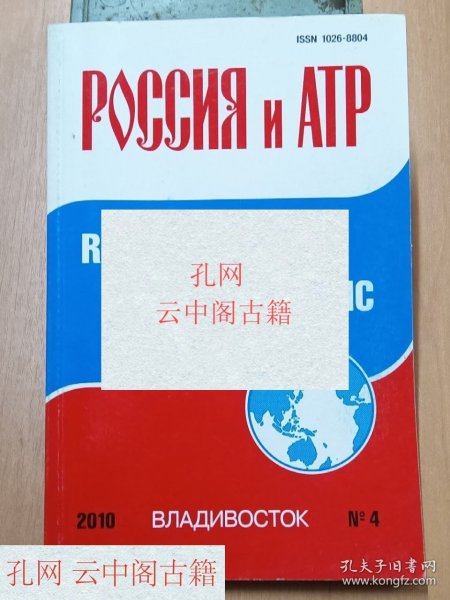 ISSN 1026-8804
РОССИЯ и АТР
孔网
云中阁古籍
2010 ВЛАДИВОСТОК № 4
孔网 云中阁古籍
孔夫子旧书网
www.kongfz.com